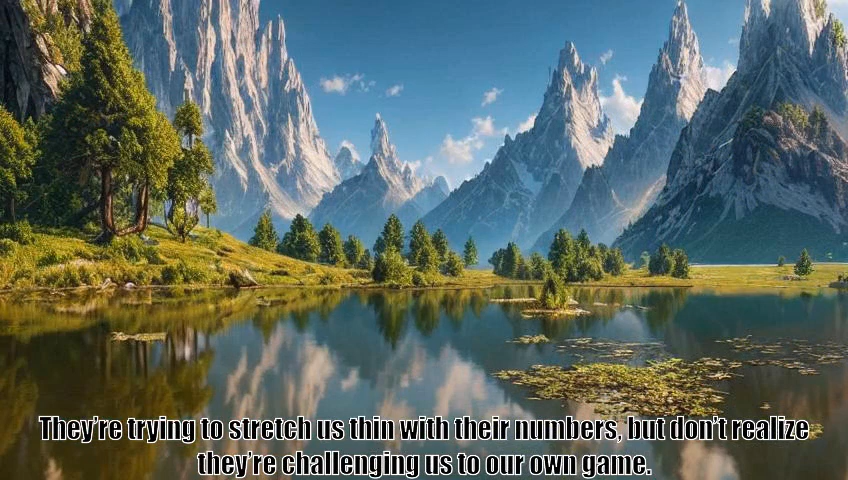 They’re trying to stretch us thin with their numbers, but don’t realize
they’re challenging us to our own game.